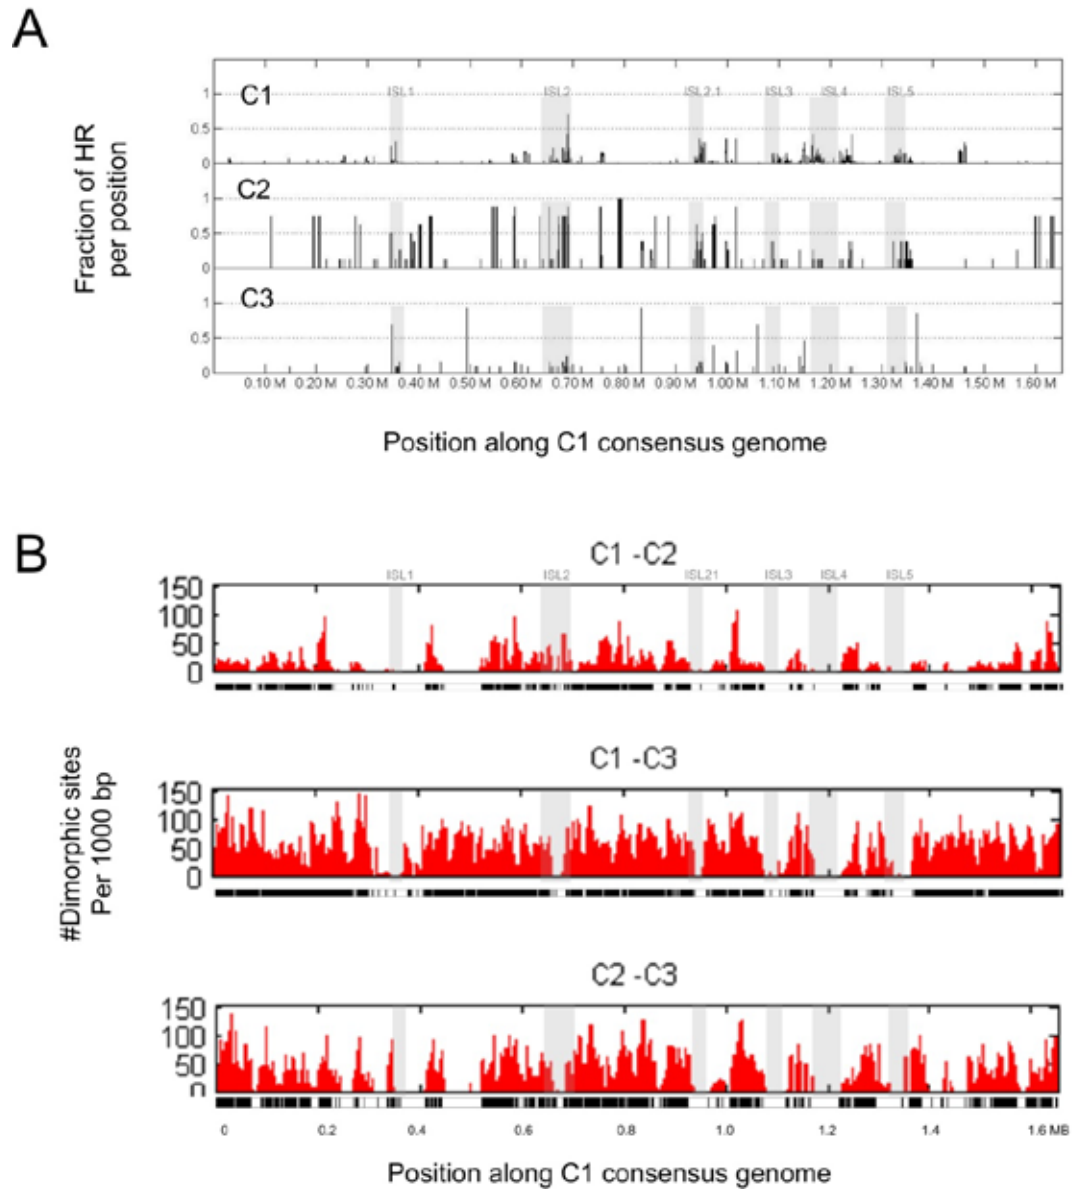 A
C1
ISL1 ISL2 ISL2.1 ISL3 ISL4 ISL5
1
0.5
0
C2
1
0.5
0
C3
1
0.5
0
Fraction of HR
per position
0.10 M 0.20 M 0.30 M 0.40 M 0.50 M 0.60 M 0.70 M 0.80 M 0.90 M 1.00 M 1.10 M 1.20 M 1.30 M 1.40 M 1.50 M 1.60 M
Position along C1 consensus genome
B
C1 -C2
ISL1 ISL2 ISL21 ISL3 ISL4 ISL5
150
100
50
0
C1 -C3
150
100
50
0
#Dimorphic sites
Per 1000 bp
C2 -C3
150
100
50
0
0 0.2 0.4 0.6 0.8 1.0 1.2 1.4 1.6 MB
Position along C1 consensus genome